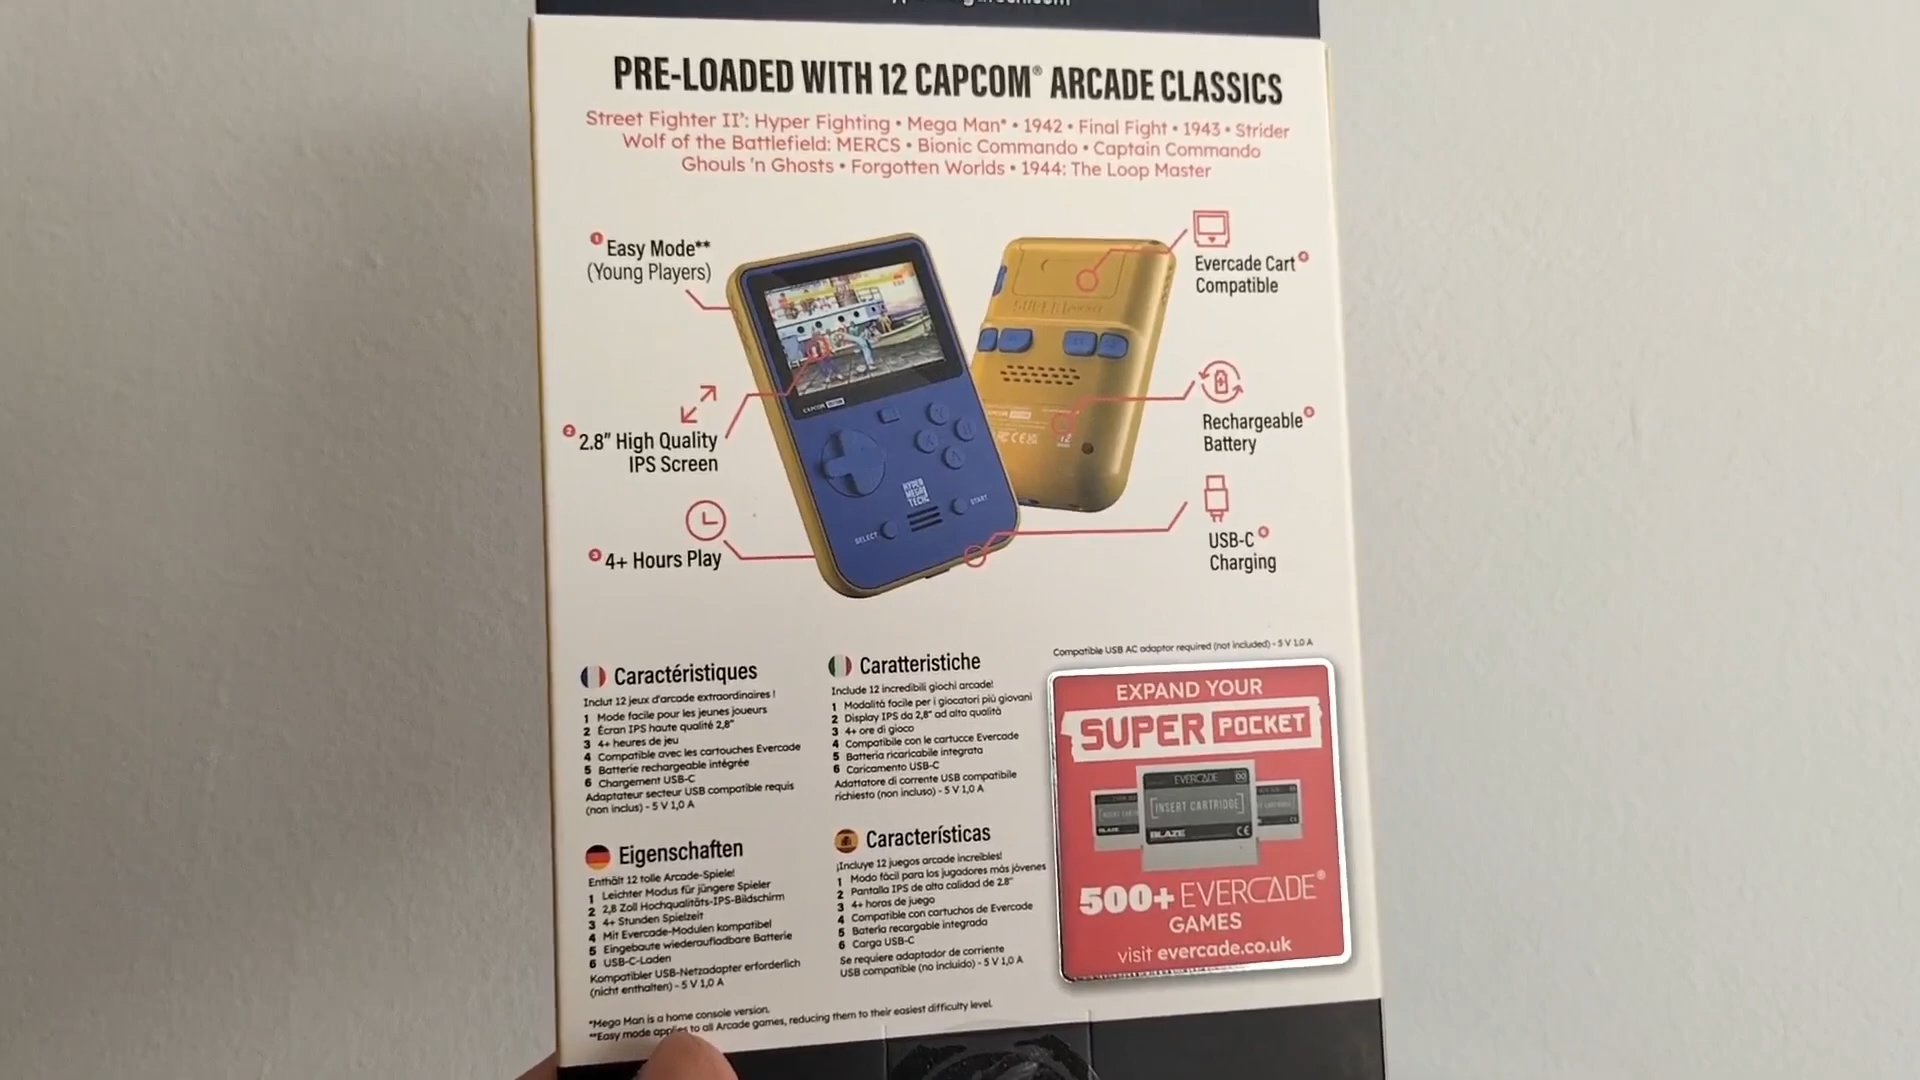 PRE-LOADED WITH 12 CAPCOM® ARCADE CLASSICS
Street Fighter II': Hyper Fighting • Mega Man* • 1942 • Final Fight • 1943 • Strider
Wolf of the Battlefield: MERCS • Bionic Commando • Captain Commando
Ghouls 'n Ghosts • Forgotten Worlds • 1944: The Loop Master
1 Easy Mode**
(Young Players)
2 2.8" High Quality
IPS Screen
3 4+ Hours Play
Evercade Cart 4
Compatible
Rechargeable 5
Battery
USB-C 6
Charging
SUPER POCKET
CAPCOM
Y
X
B
A
HYPER
MEGA
TECH
SELECT
START
Compatible USB AC adaptor required (not included) - 5 V 1.0 A
Caractéristiques
Inclut 12 jeux d'arcade extraordinaires !
1 Mode facile pour les jeunes joueurs
2 Écran IPS haute qualité 2,8"
3 4+ heures de jeu
4 Compatible avec les cartouches Evercade
5 Batterie rechargeable intégrée
6 Chargement USB-C
Adaptateur secteur USB compatible requis
(non inclus) - 5 V 1,0 A
Caratteristiche
Include 12 incredibili giochi arcade!
1 Modalità facile per i giocatori più giovani
2 Display IPS da 2,8" ad alta qualità
3 4+ ore di gioco
4 Compatibile con le cartucce Evercade
5 Batteria ricaricabile integrata
6 Caricamento USB-C
Adattatore di corrente USB compatibile
richiesto (non incluso) - 5 V 1,0 A
Eigenschaften
Enthält 12 tolle Arcade-Spiele!
1 Leichter Modus für jüngere Spieler
2 2,8 Zoll Hochqualitäts-IPS-Bildschirm
3 4+ Stunden Spielzeit
4 Mit Evercade-Modulen kompatibel
5 Eingebaute wiederaufladbare Batterie
6 USB-C-Laden
Kompatibler USB-Netzadapter erforderlich
(nicht enthalten) - 5 V 1,0 A
Características
¡Incluye 12 juegos arcade increíbles!
1 Modo fácil para los jugadores más jóvenes
2 Pantalla IPS de alta calidad de 2.8"
3 4+ horas de juego
4 Compatible con cartuchos de Evercade
5 Batería recargable integrada
6 Carga USB-C
Se requiere adaptador de corriente
USB compatible (no incluido) - 5 V 1,0 A
EXPAND YOUR
SUPER POCKET
EVERCADE
[INSERT CARTRIDGE]
BLAZE CE
500+ EVERCADE®
GAMES
visit evercade.co.uk
*Mega Man is a home console version.
**Easy mode applies to all Arcade games, reducing them to their easiest difficulty level.